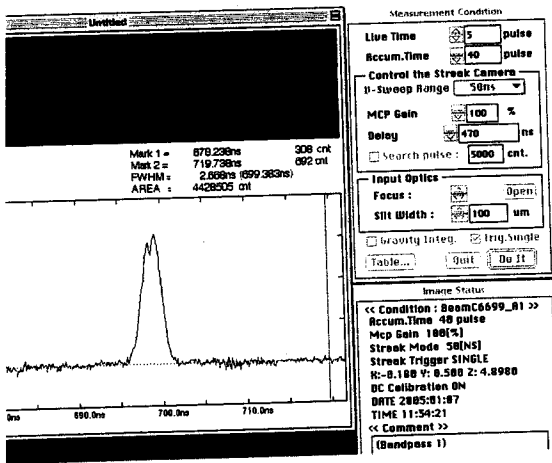 Untitled
Mark 1 = 678.238ns 308 cnt
Mark 2 = 719.738ns 692 cnt
FWHM = 2.688ns (699.383ns)
AREA : 4428505 cnt
690.0ns 700.0ns 710.0ns
Measurement Condition
Live Time 5 pulse
Accum.Time 40 pulse
Control the Streak Camera
V-Sweep Range 50ns
MCP Gain 100 %
Delay 470 ns
Search pulse : 5000 cnt.
Input Optics
Focus : Open
Slit Width : 100 um
Gravity Integ. Trig.Single
Table... Quit Do It
Image Status
<< Condition : BeamC6699_A1 >>
Accum.Time 40 pulse
Mcp Gain 100[%]
Streak Mode 50[NS]
Streak Trigger SINGLE
X:-0.100 Y: 0.500 Z: 4.8980
DC Calibration ON
DATE 2005:01:07
TIME 11:54:21
<< Comment >>
(Bandpass 1)